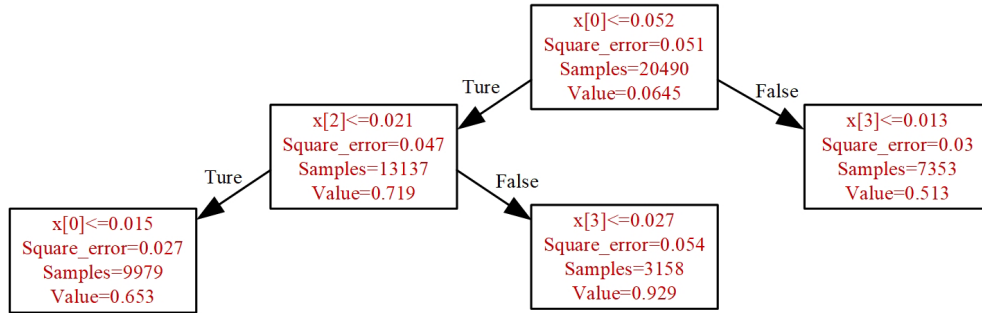 x[0]<=0.052
Square_error=0.051
Samples=20490
Value=0.0645
Ture
False
x[2]<=0.021
Square_error=0.047
Samples=13137
Value=0.719
x[3]<=0.013
Square_error=0.03
Samples=7353
Value=0.513
Ture
False
x[0]<=0.015
Square_error=0.027
Samples=9979
Value=0.653
x[3]<=0.027
Square_error=0.054
Samples=3158
Value=0.929